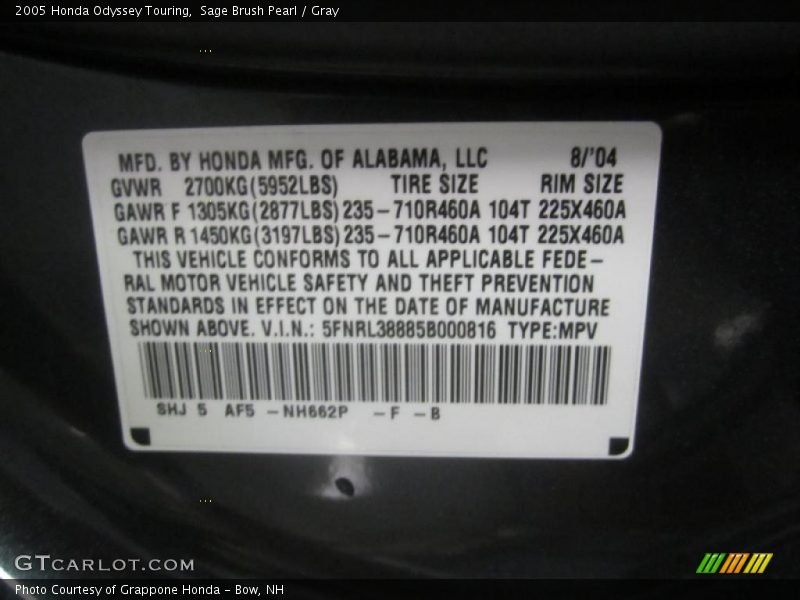 2005 Honda Odyssey Touring,  Sage Brush Pearl / Gray
MFD. BY HONDA MFG. OF ALABAMA, LLC 8/'04
GVWR 2700KG(5952LBS) TIRE SIZE RIM SIZE
GAWR F 1305KG(2877LBS) 235-710R460A 104T 225X460A
GAWR R 1450KG(3197LBS) 235-710R460A 104T 225X460A
THIS VEHICLE CONFORMS TO ALL APPLICABLE FEDE-
RAL MOTOR VEHICLE SAFETY AND THEFT PREVENTION
STANDARDS IN EFFECT ON THE DATE OF MANUFACTURE
SHOWN ABOVE. V.I.N.: 5FNRL38885B000816 TYPE:MPV
SHJ 5 AF5 -NH662P -F -B
GTCARLOT.COM
Photo Courtesy of Grappone Honda - Bow, NH